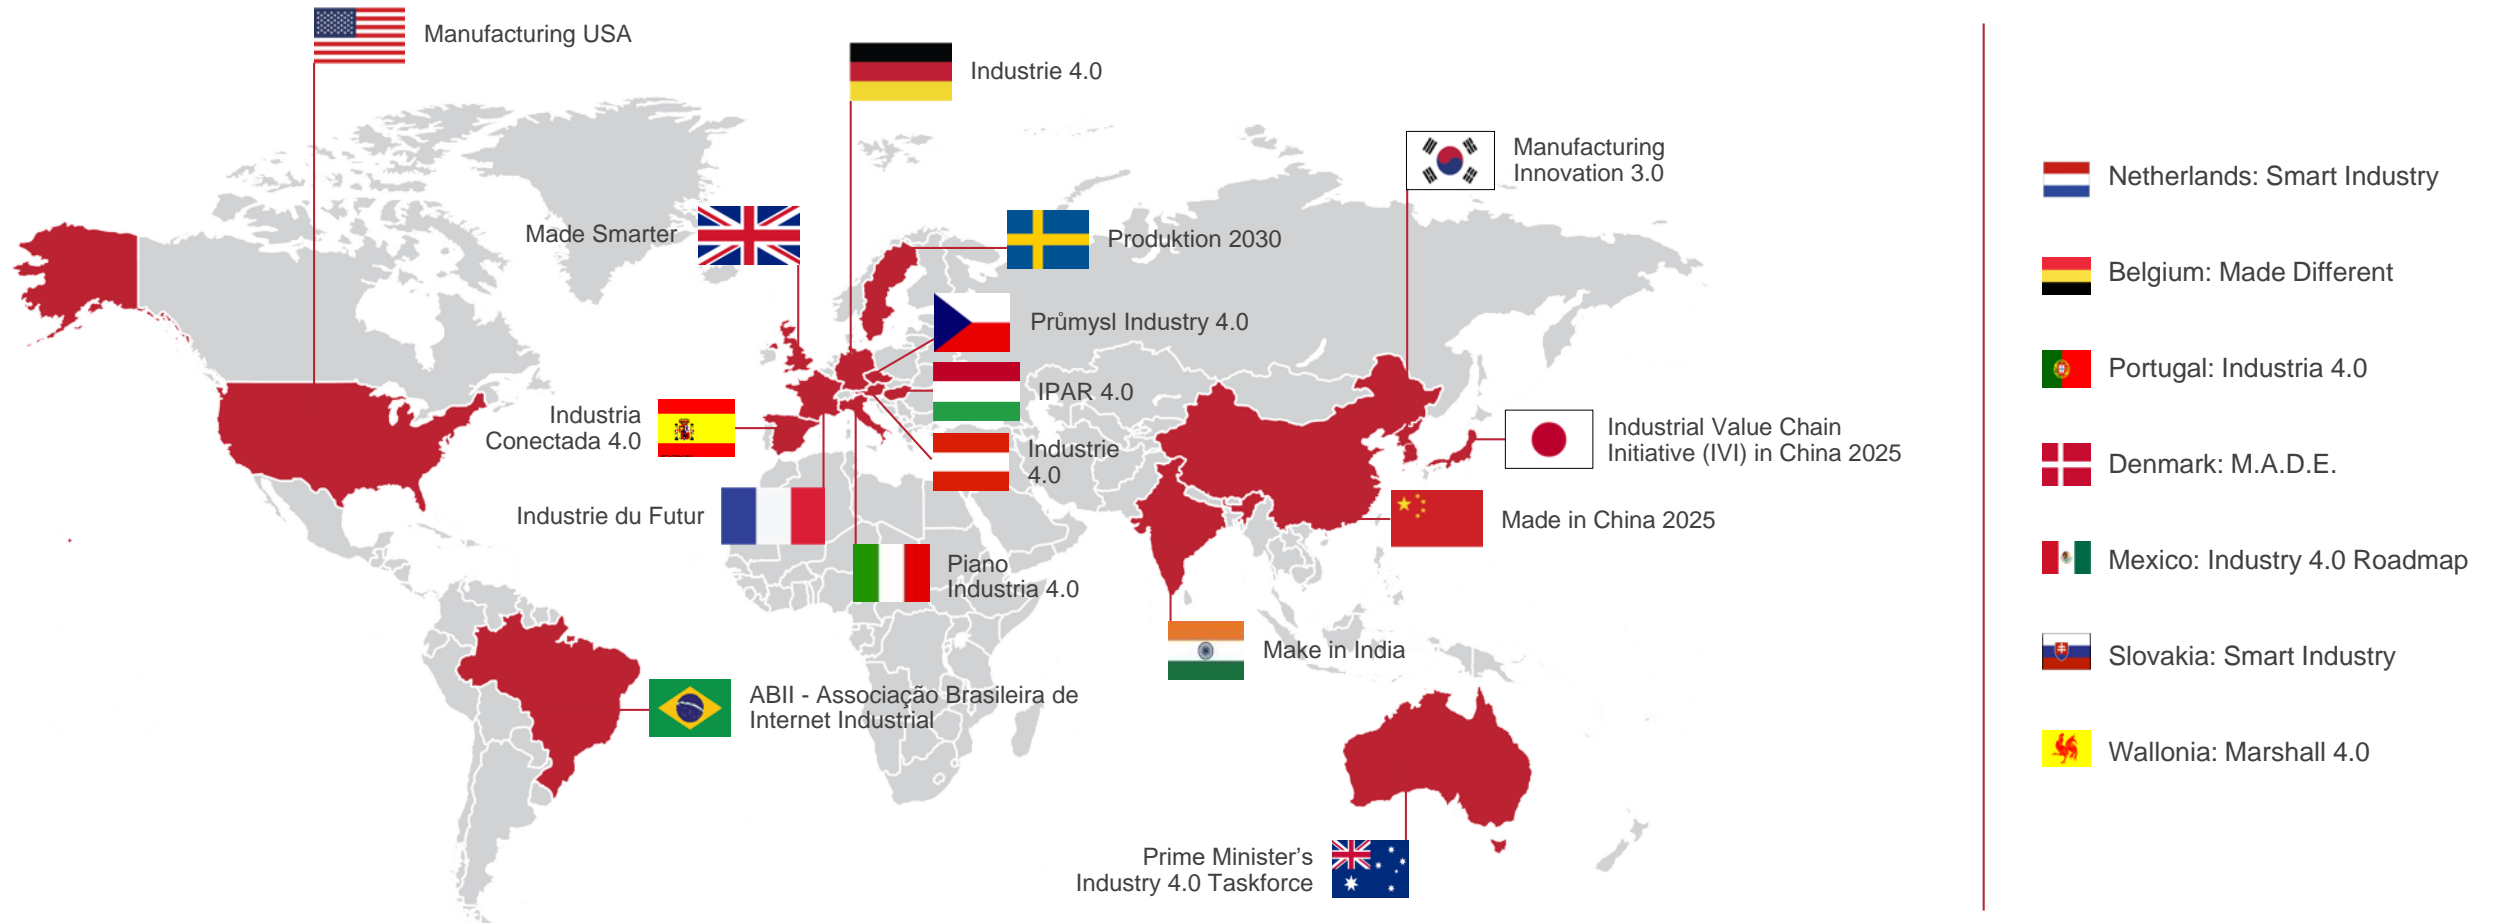 Manufacturing USA
Industrie 4.0
Manufacturing
Innovation 3.0
Made Smarter
Produktion 2030
Průmysl Industry 4.0
IPAR 4.0
Industria
Conectada 4.0
Industrie
4.0
Industrial Value Chain
Initiative (IVI) in China 2025
Industrie du Futur
Made in China 2025
Piano
Industria 4.0
Make in India
ABII - Associação Brasileira de
Internet Industrial
Prime Minister’s
Industry 4.0 Taskforce
Netherlands: Smart Industry
Belgium: Made Different
Portugal: Industria 4.0
Denmark: M.A.D.E.
Mexico: Industry 4.0 Roadmap
Slovakia: Smart Industry
Wallonia: Marshall 4.0